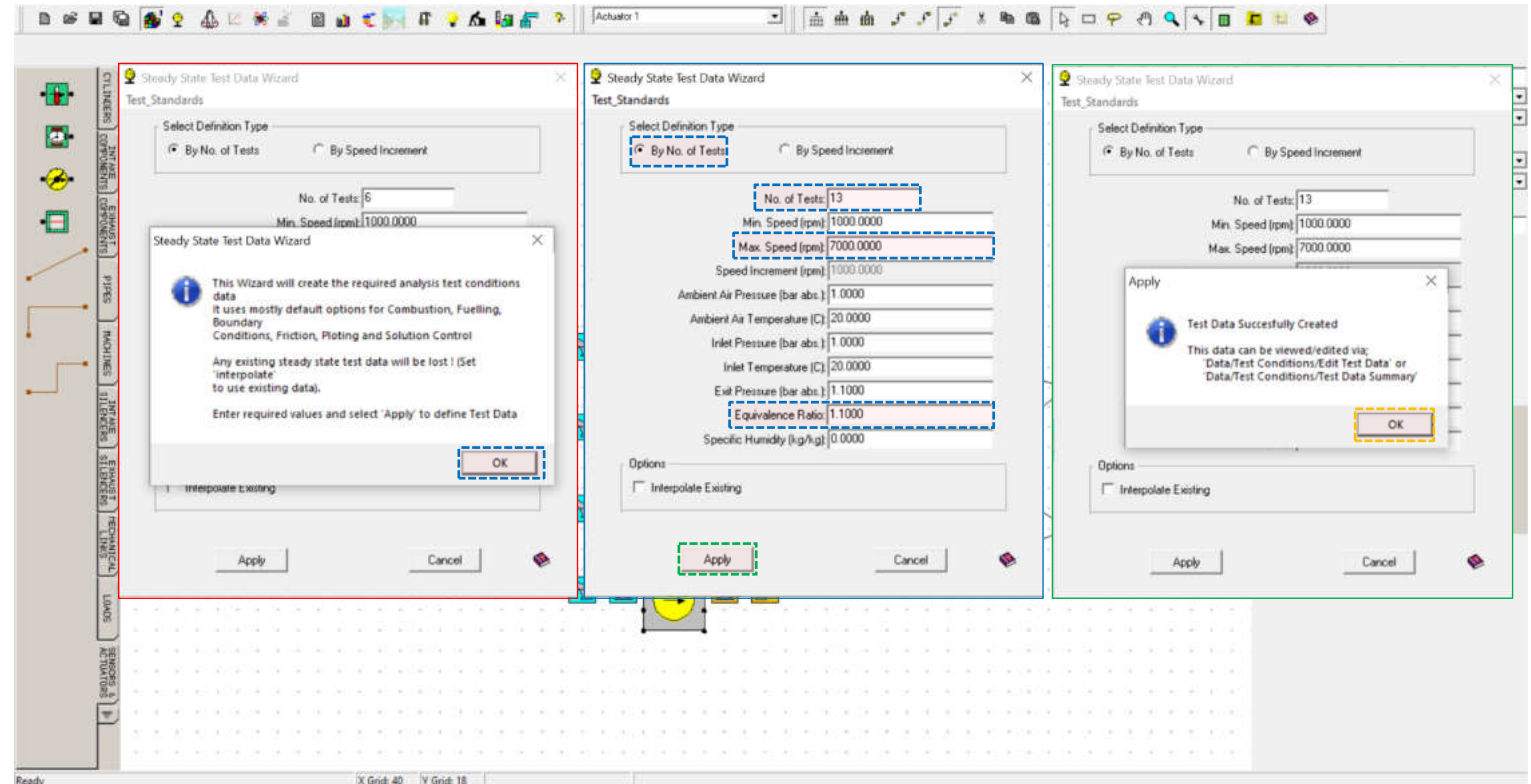 Actuator 1
CYLINDERS
INTAKE COMPONENTS
EXHAUST COMPONENTS
PIPES
MACHINES
INTAKE SILENCERS
EXHAUST SILENCERS
MECHANICAL LINKS
LOADS
SENSORS & ACTUATORS
Steady State Test Data Wizard
Test_Standards
Select Definition Type
By No. of Tests By Speed Increment
No. of Tests: 6
Min. Speed (rpm): 1000.0000
Steady State Test Data Wizard
This Wizard will create the required analysis test conditions
data
It uses mostly default options for Combustion, Fuelling,
Boundary
Conditions, Friction, Ploting and Solution Control
Any existing steady state test data will be lost ! (Set
'Interpolate'
to use existing data).
Enter required values and select 'Apply' to define Test Data
OK
Interpolate Existing
Apply Cancel
Steady State Test Data Wizard
Test_Standards
Select Definition Type
By No. of Tests By Speed Increment
No. of Tests: 13
Min. Speed (rpm): 1000.0000
Max. Speed (rpm): 7000.0000
Speed Increment (rpm): 1000.0000
Ambient Air Pressure (bar abs.): 1.0000
Ambient Air Temperature (C): 20.0000
Inlet Pressure (bar abs.): 1.0000
Inlet Temperature (C): 20.0000
Exit Pressure (bar abs.): 1.1000
Equivalence Ratio: 1.1000
Specific Humidity (kg/kg): 0.0000
Options
Interpolate Existing
Apply Cancel
Steady State Test Data Wizard
Test_Standards
Select Definition Type
By No. of Tests By Speed Increment
No. of Tests: 13
Min. Speed (rpm): 1000.0000
Max. Speed (rpm): 7000.0000
Apply
Test Data Succesfully Created
This data can be viewed/edited via;
'Data/Test Conditions/Edit Test Data' or
'Data/Test Conditions/Test Data Summary'
OK
Options
Interpolate Existing
Apply Cancel
Ready X Grid: 40 Y Grid: 18